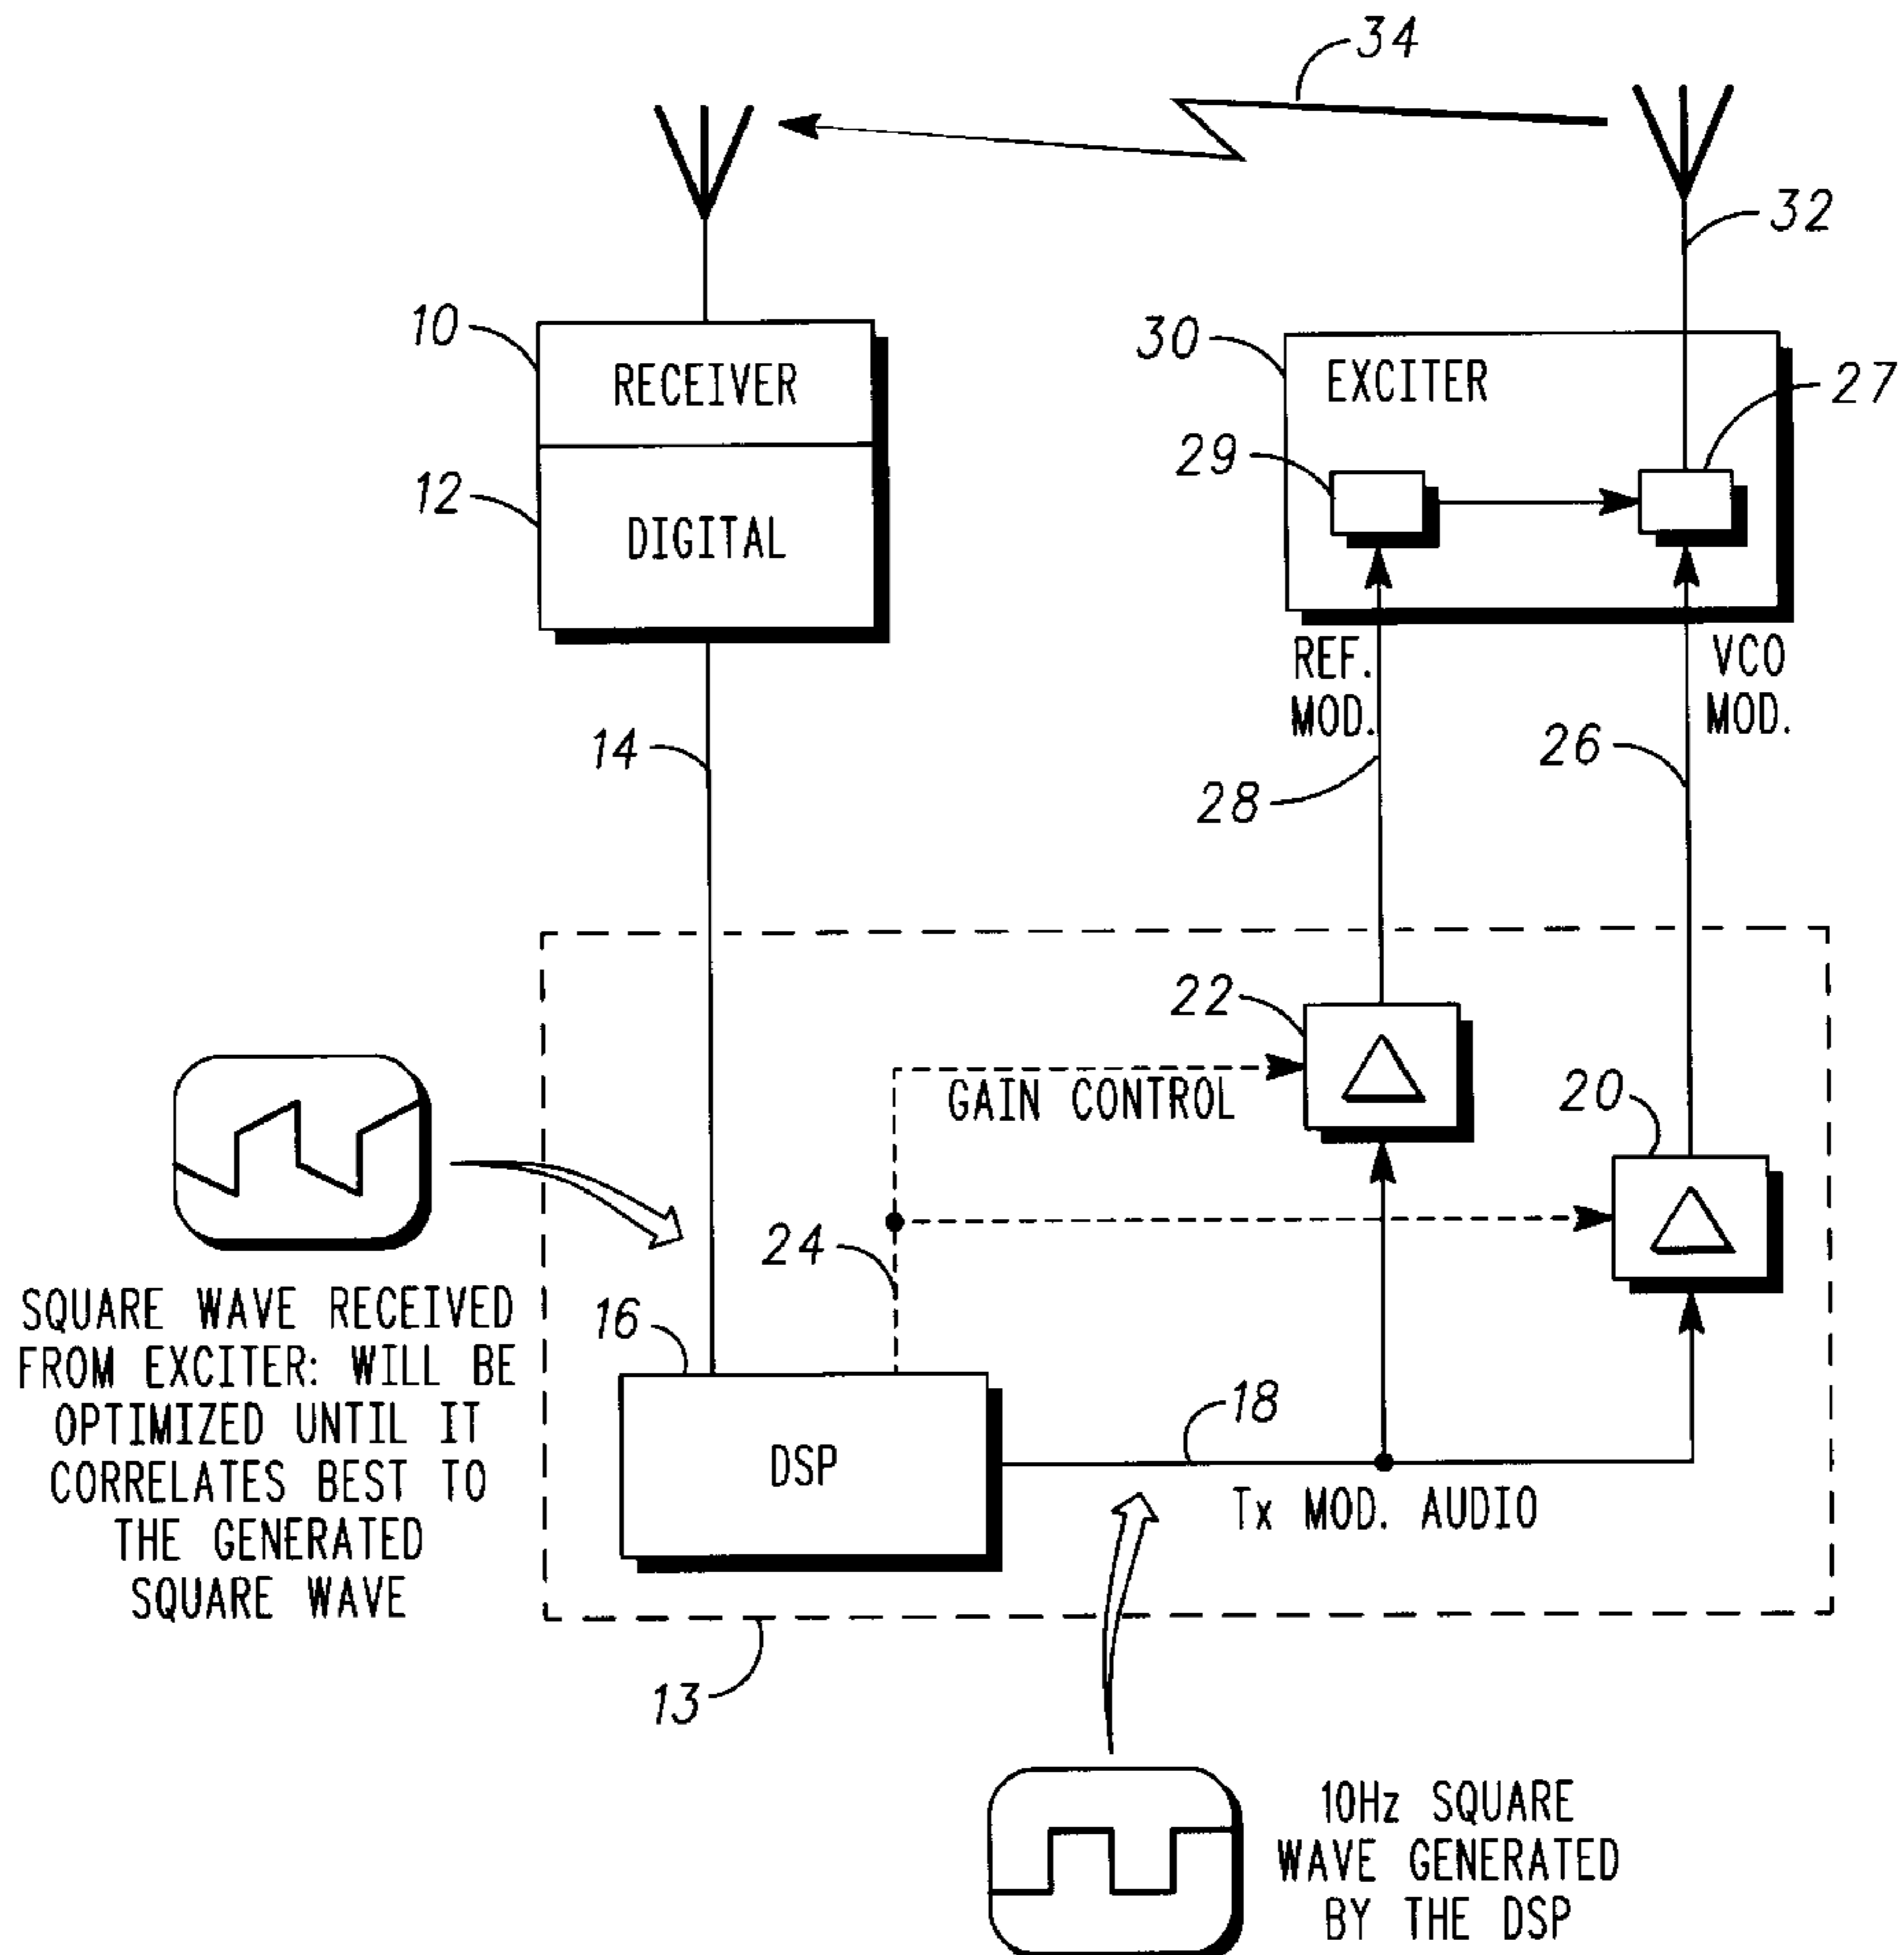 34
32
10
RECEIVER
30
EXCITER
27
29
12
DIGITAL
REF.
MOD.
VCO
MOD.
14
26
28
22
GAIN CONTROL
20
24
SQUARE WAVE RECEIVED
FROM EXCITER: WILL BE
OPTIMIZED UNTIL IT
CORRELATES BEST TO
THE GENERATED
SQUARE WAVE
16
DSP
18
Tx MOD. AUDIO
13
10Hz SQUARE
WAVE GENERATED
BY THE DSP